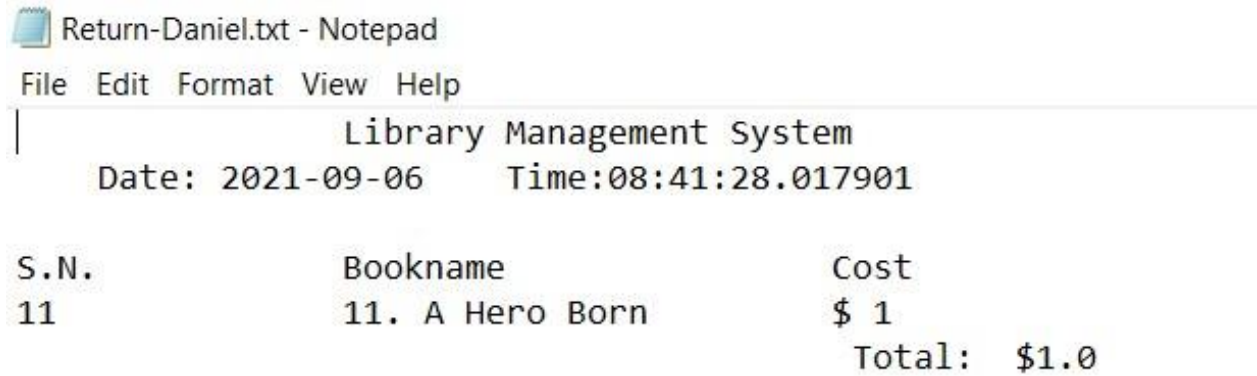 Return-Daniel.txt - Notepad
File Edit Format View Help
Library Management System
Date: 2021-09-06 Time:08:41:28.017901
S.N. Bookname Cost
11 11. A Hero Born $ 1
Total: $1.0